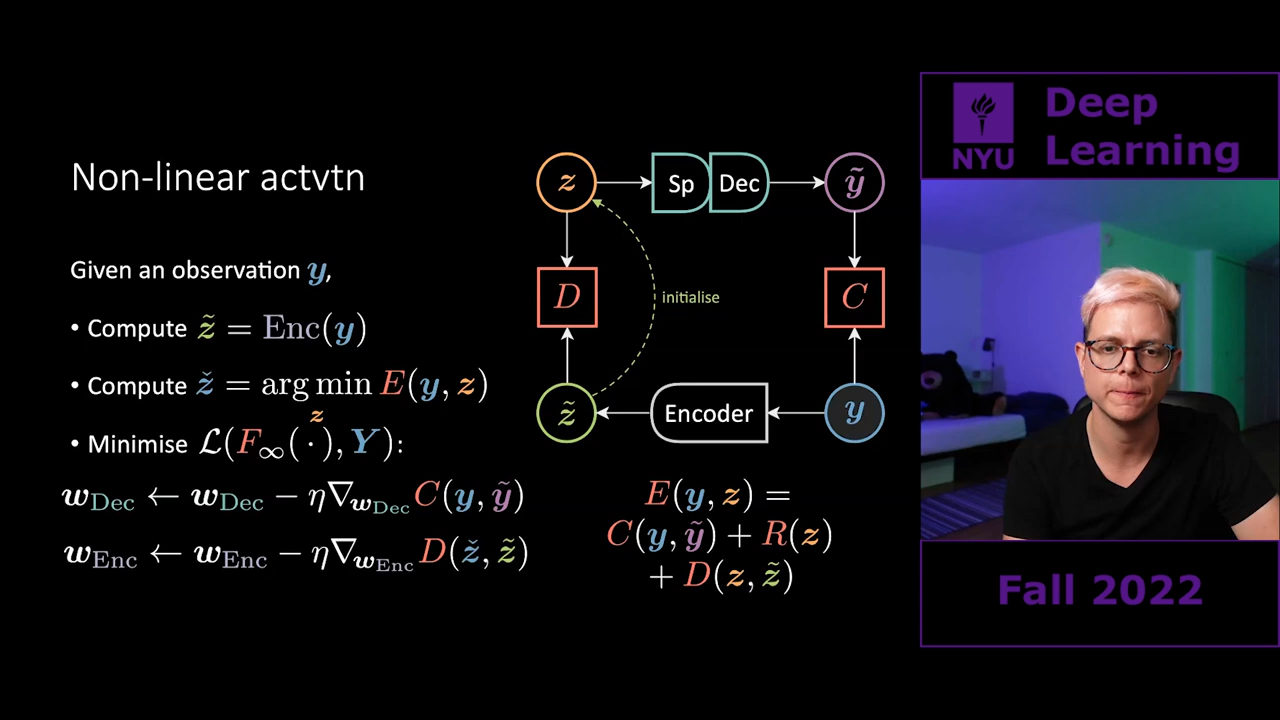 Non-linear actvtn
Given an observation y,
• Compute z̃ = Enc(y)
• Compute ž = arg min E(y, z)
z
• Minimise ℒ(F∞(·), Y):
w_Dec ← w_Dec − η∇_{w_Dec} C(y, ỹ)
w_Enc ← w_Enc − η∇_{w_Enc} D(ž, z̃)
z
Sp
Dec
ỹ
D
initialise
C
z̃
Encoder
y
E(y, z) =
C(y, ỹ) + R(z)
+ D(z, z̃)
NYU
Deep
Learning
Fall 2022